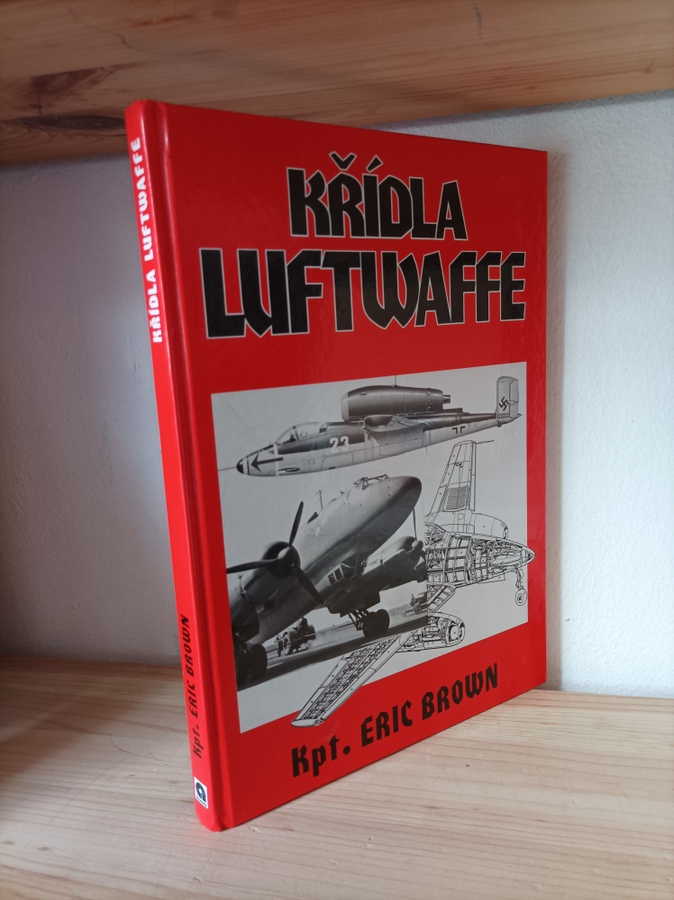 KŘÍDLA
LUFTWAFFE
23
Kpt. ERIC BROWN
KŘÍDLA LUFTWAFFE
Kpt. ERIC BROWN